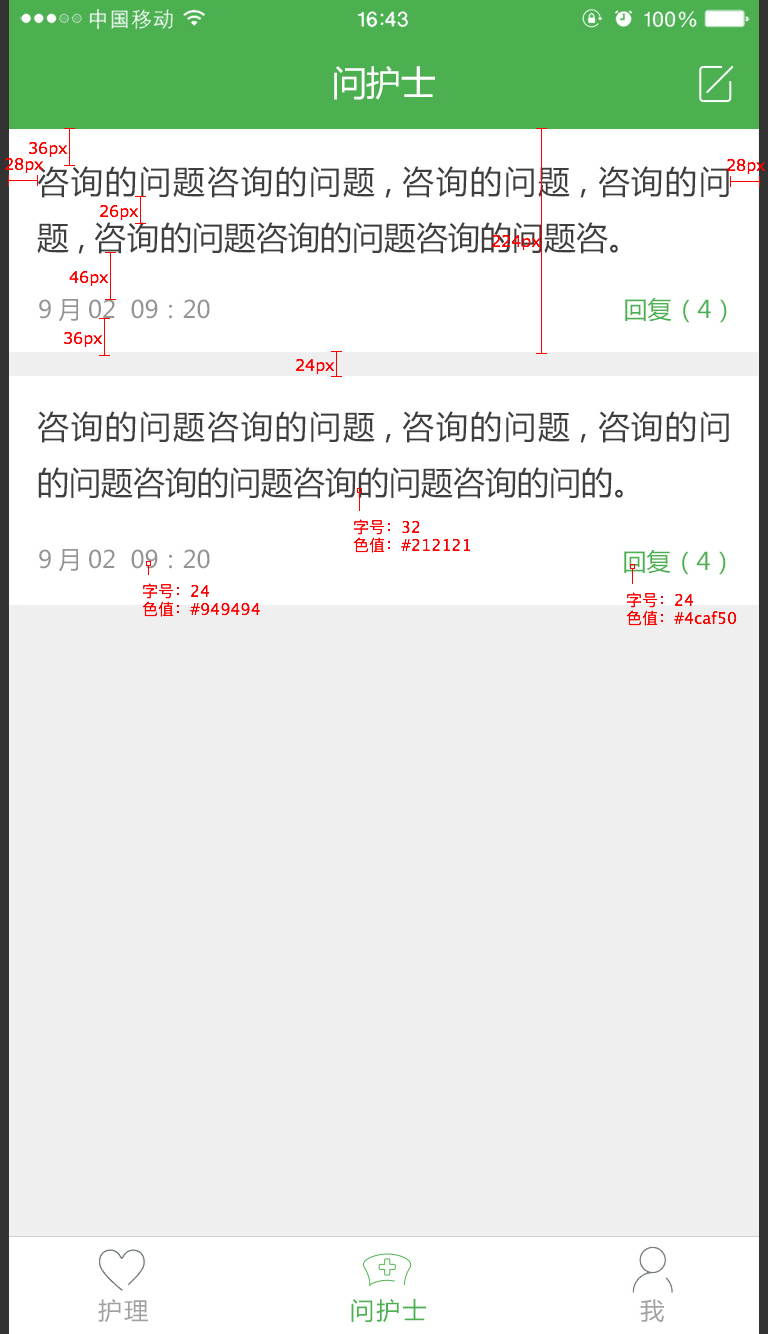 中国移动 16:43 100%
问护士
36px
28px 28px
咨询的问题咨询的问题，咨询的问题，咨询的问
26px
题，咨询的问题咨询的问题咨询的问题咨。
224px
46px
9月02 09：20 回复（4）
36px
24px
咨询的问题咨询的问题，咨询的问题，咨询的问
的问题咨询的问题咨询的问题咨询的问的。
字号：32
色值：#212121
9月02 09：20 回复（4）
字号：24
色值：#949494
字号：24
色值：#4caf50
护理 问护士 我